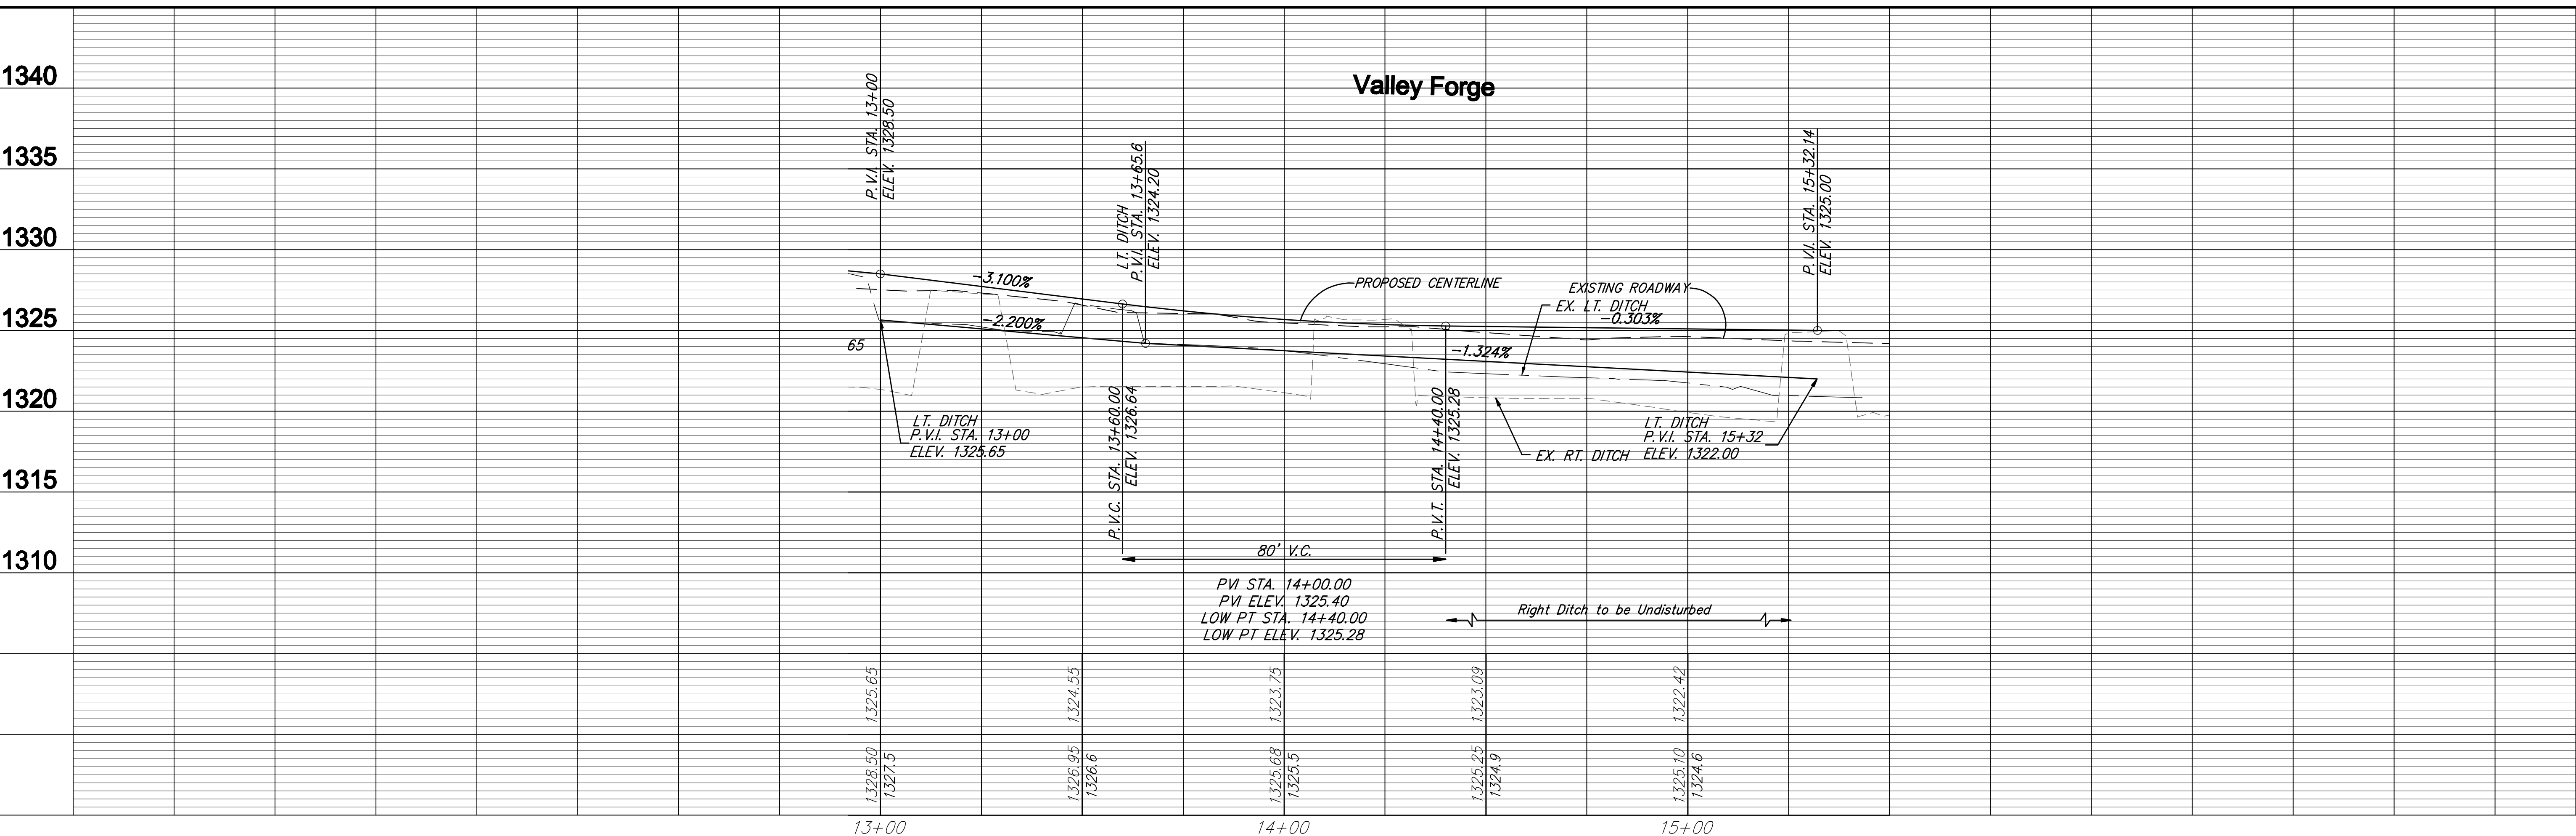 Valley Forge
1340
1335
1330
1325
1320
1315
1310
P.V.I. STA. 13+00
ELEV. 1328.50
LT. DITCH
P.V.I. STA. 13+65.6
ELEV. 1324.20
P.V.I. STA. 15+32.14
ELEV. 1325.00
-3.100%
-2.200%
PROPOSED CENTERLINE
EXISTING ROADWAY
EX. LT. DITCH
-0.303%
-1.324%
65
LT. DITCH
P.V.I. STA. 13+00
ELEV. 1325.65
P.V.C. STA. 13+60.00
ELEV. 1326.64
P.V.T. STA. 14+40.00
ELEV. 1325.28
EX. RT. DITCH
LT. DITCH
P.V.I. STA. 15+32
ELEV. 1322.00
80' V.C.
PVI STA. 14+00.00
PVI ELEV. 1325.40
LOW PT STA. 14+40.00
LOW PT ELEV. 1325.28
Right Ditch to be Undisturbed
1325.65
1324.55
1323.75
1323.09
1322.42
1328.50
1327.5
1326.95
1326.6
1325.68
1325.5
1325.25
1324.9
1325.10
1324.6
13+00
14+00
15+00